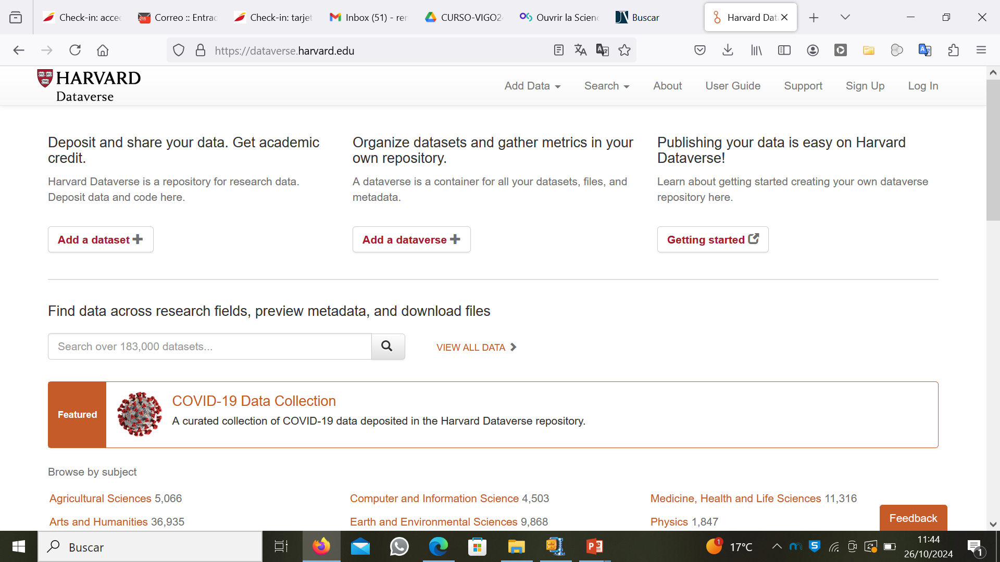 Check-in: acce
215
Correo :: Entrac
Check-in: tarjet
Inbox (51) - rer
CURSO-VIGO24
Ouvrir la Scienc
Buscar
Harvard Dat
https://dataverse.harvard.edu
HARVARD
Dataverse
Add Data
Search
About
User Guide
Support
Sign Up
Log In
Deposit and share your data. Get academic
credit.
Harvard Dataverse is a repository for research data.
Deposit data and code here.
Add a dataset
Organize datasets and gather metrics in your
own repository.
A dataverse is a container for all your datasets, files, and
metadata.
Add a dataverse
Publishing your data is easy on Harvard
Dataverse!
Learn about getting started creating your own dataverse
repository here.
Getting started
Find data across research fields, preview metadata, and download files
Search over 183,000 datasets...
VIEW ALL DATA
Featured
COVID-19 Data Collection
A curated collection of COVID-19 data deposited in the Harvard Dataverse repository.
Browse by subject
Agricultural Sciences 5,066
Computer and Information Science 4,503
Medicine, Health and Life Sciences 11,316
Arts and Humanities 36,935
Earth and Environmental Sciences 9,868
Physics 1,847
Feedback
Buscar
1
17°C
11:44
26/10/2024
1